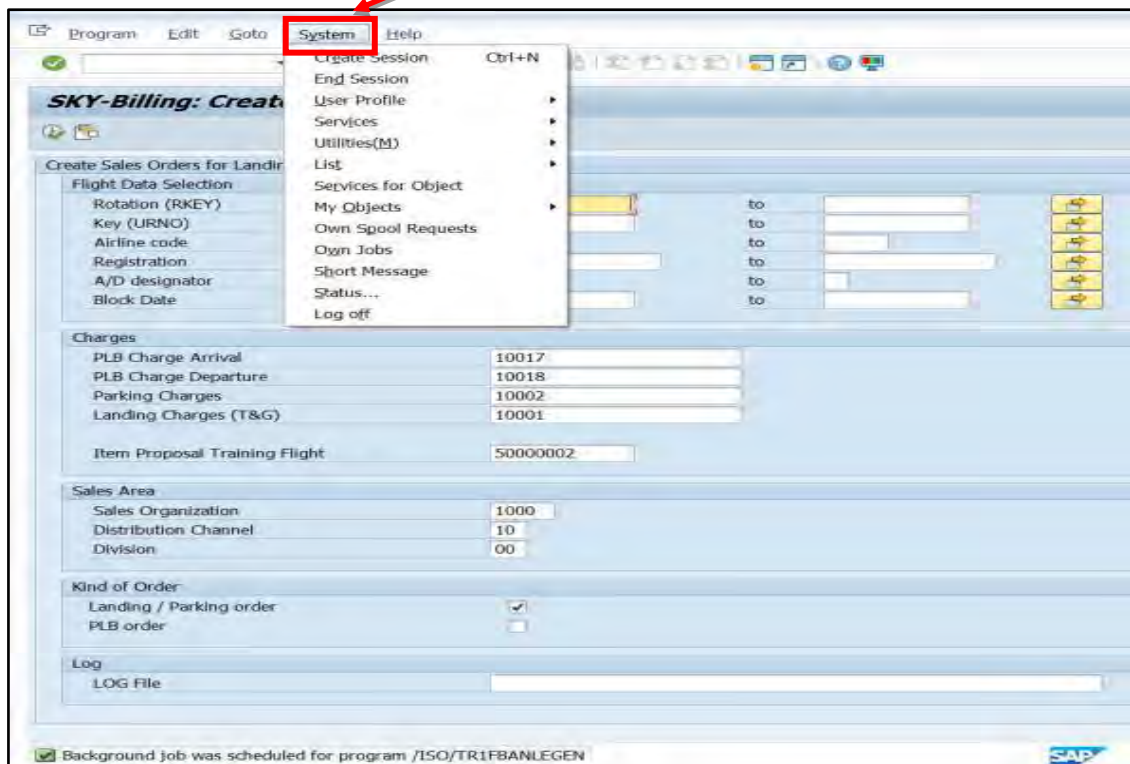 Program Edit Goto System Help
Create Session Ctrl+N
End Session
User Profile
Services
Utilities(M)
List
Services for Object
My Objects
Own Spool Requests
Own Jobs
Short Message
Status...
Log off
SKY-Billing: Creat
Create Sales Orders for Landin
Flight Data Selection
Rotation (RKEY) to
Key (URNO) to
Airline code to
Registration to
A/D designator to
Block Date to
Charges
PLB Charge Arrival 10017
PLB Charge Departure 10018
Parking Charges 10002
Landing Charges (T&G) 10001
Item Proposal Training Flight 50000002
Sales Area
Sales Organization 1000
Distribution Channel 10
Division 00
Kind of Order
Landing / Parking order
PLB order
Log
LOG File
Background job was scheduled for program /ISO/TR1FBANLEGEN SAP